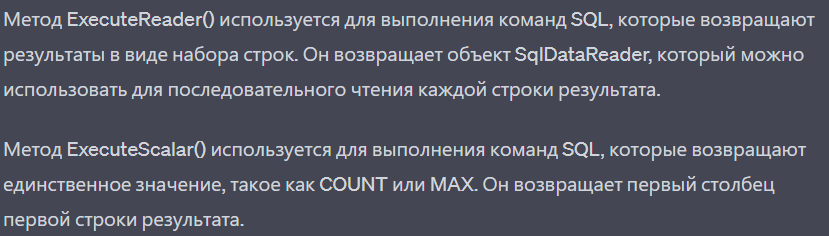 Метод ExecuteReader() используется для выполнения команд SQL, которые возвращают
результаты в виде набора строк. Он возвращает объект SqlDataReader, который можно
использовать для последовательного чтения каждой строки результата.
Метод ExecuteScalar() используется для выполнения команд SQL, которые возвращают
единственное значение, такое как COUNT или MAX. Он возвращает первый столбец
первой строки результата.